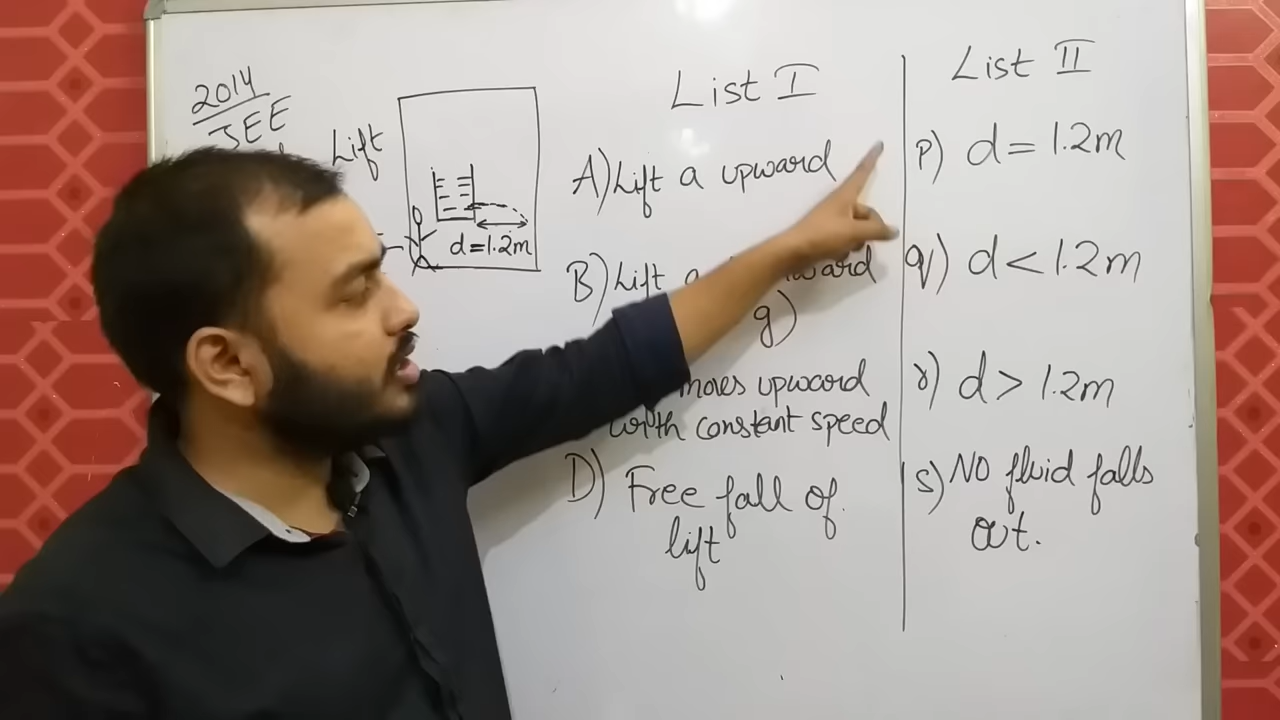 2014
JEE
Lift
d=1.2m
List I
A) Lift a upward
B) Lift a
g)
moves upward
with constant speed
D) Free fall of
lift
List II
p) d = 1.2m
q) d < 1.2m
r) d > 1.2m
s) No fluid falls
out.